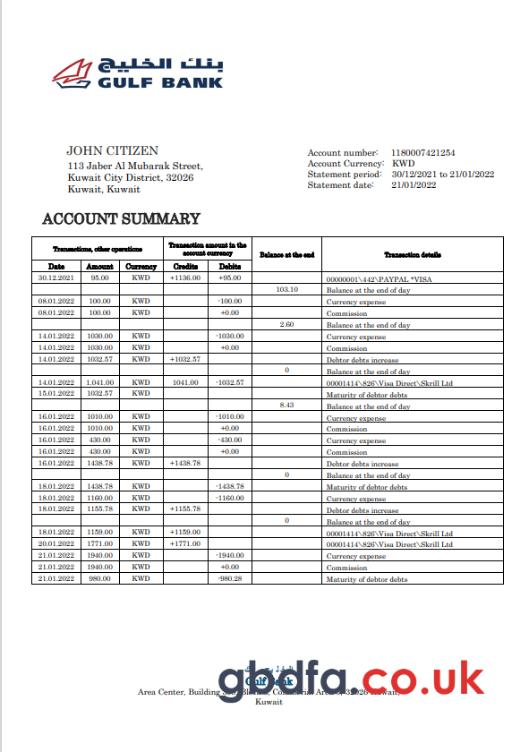 بنك الخليج
GULF BANK
JOHN CITIZEN
113 Jaber Al Mubarak Street,
Kuwait City District, 32026
Kuwait, Kuwait
Account number: 1180007421254
Account Currency: KWD
Statement period: 30/12/2021 to 21/01/2022
Statement date: 21/01/2022
ACCOUNT SUMMARY
Transactions, other operations Transaction amount in the account currency Balance at the end Transaction details
Date Amount Currency Credits Debits
30.12.2021 95.00 KWD +1136.00 +95.00 00000001\442\PAYPAL *VISA
103.10 Balance at the end of day
08.01.2022 100.00 KWD -100.00 Currency expense
08.01.2022 100.00 KWD +0.00 Commission
2.60 Balance at the end of day
14.01.2022 1030.00 KWD -1030.00 Currency expense
14.01.2022 1030.00 KWD +0.00 Commission
14.01.2022 1032.57 KWD +1032.57 Debtor debts increase
0 Balance at the end of day
14.01.2022 1.041.00 KWD 1041.00 -1032.57 00001414\826\Visa Direct\Skrill Ltd
15.01.2022 1032.57 KWD Maturity of debtor debts
8.43 Balance at the end of day
16.01.2022 1010.00 KWD -1010.00 Currency expense
16.01.2022 1010.00 KWD +0.00 Commission
16.01.2022 430.00 KWD -430.00 Currency expense
16.01.2022 430.00 KWD +0.00 Commission
16.01.2022 1438.78 KWD +1438.78 Debtor debts increase
0 Balance at the end of day
18.01.2022 1438.78 KWD -1438.78 Maturity of debtor debts
18.01.2022 1160.00 KWD -1160.00 Currency expense
18.01.2022 1155.78 KWD +1155.78 Debtor debts increase
0 Balance at the end of day
18.01.2022 1159.00 KWD +1159.00 00001414\826\Visa Direct\Skrill Ltd
20.01.2022 1771.00 KWD +1771.00 00001414\826\Visa Direct\Skrill Ltd
21.01.2022 1940.00 KWD -1940.00 Currency expense
21.01.2022 1940.00 KWD +0.00 Commission
21.01.2022 980.00 KWD -980.28 Maturity of debtor debts
Gulf Bank
gbdfa.co.uk
Area Center, Building
Kuwait